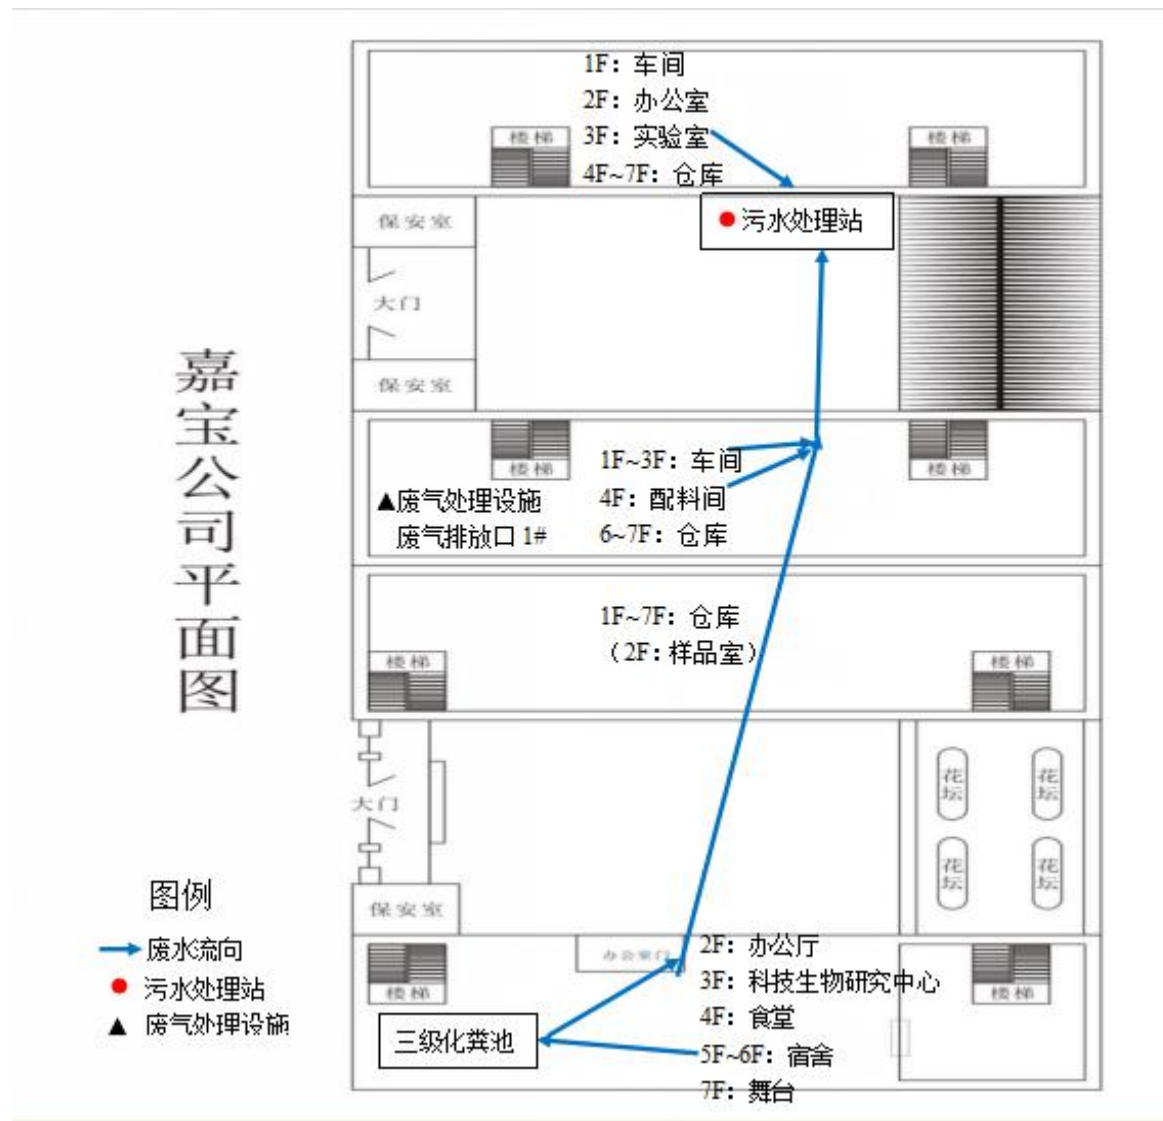 1F：车间
2F：办公室
楼梯
3F：实验室
楼梯
4F~7F：仓库
保安室
污水处理站
大门
保安室
嘉宝公司平面图
楼梯
1F~3F：车间
楼梯
▲废气处理设施
4F：配料间
废气排放口 1#
6~7F：仓库
1F~7F：仓库
（2F：样品室）
楼梯
楼梯
花坛
花坛
大门
花坛
花坛
图例
保安室
废水流向
污水处理站
▲ 废气处理设施
办公室门
2F：办公厅
3F：科技生物研究中心
楼梯
楼梯
4F：食堂
三级化粪池
5F~6F：宿舍
7F：舞台